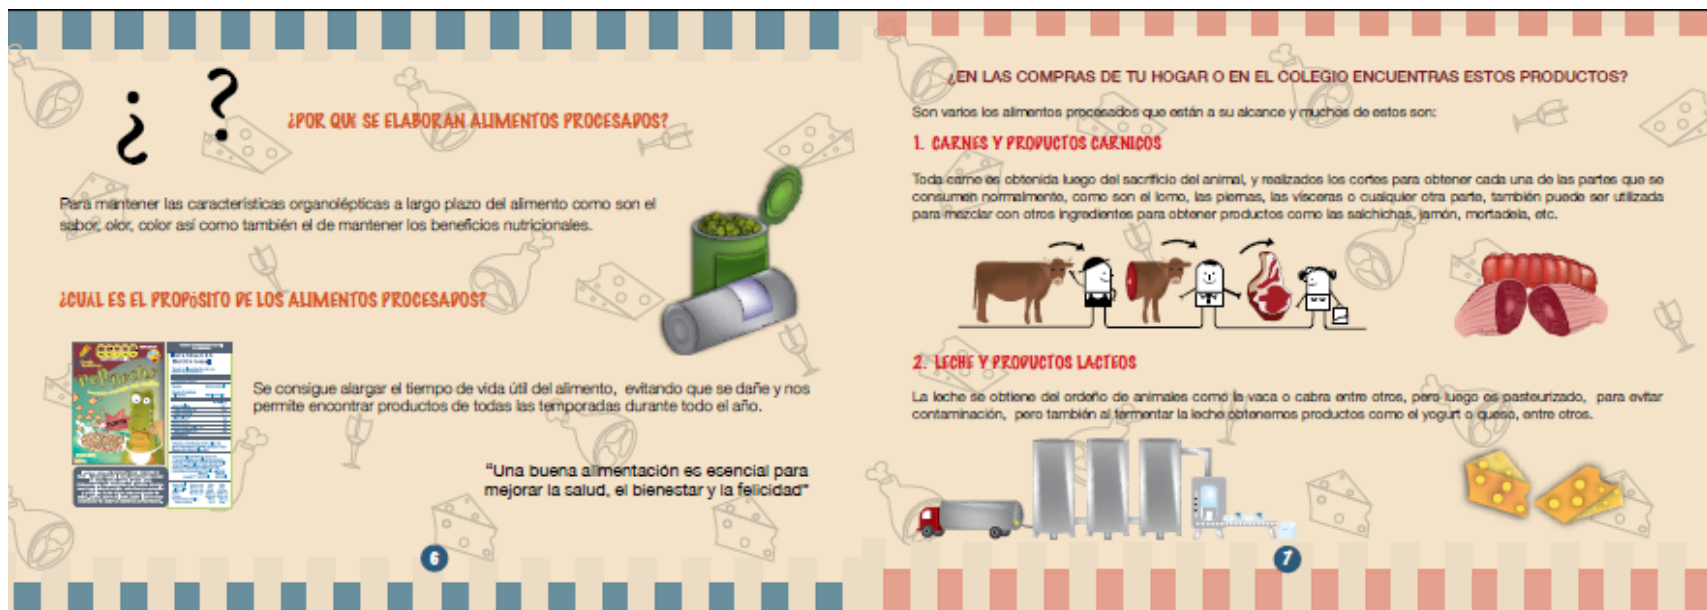 ¿POR QUE SE ELABORAN ALIMENTOS PROCESADOS?
Para mantener las características organolépticas a largo plazo del alimento como son el
sabor, olor, color así como también el de mantener los beneficios nutricionales.
¿CUÁL ES EL PROPÓSITO DE LOS ALIMENTOS PROCESADOS?
Se consigue alargar el tiempo de vida útil del alimento, evitando que se dañe y nos
permite encontrar productos de todas las temporadas durante todo el año.
"Una buena alimentación es esencial para
mejorar la salud, el bienestar y la felicidad"
6
¿EN LAS COMPRAS DE TU HOGAR O EN EL COLEGIO ENCUENTRAS ESTOS PRODUCTOS?
Son varios los alimentos procesados que están a su alcance y muchos de estos son:
1. CARNES Y PRODUCTOS CÁRNICOS
Toda carne es obtenida luego del sacrificio del animal, y realizados los cortes para obtener cada una de las partes que se
consumen normalmente, como son el lomo, las piernas, las vísceras o cualquier otra parte, también puede ser utilizada
para mezclar con otros ingredientes para obtener productos como las salchichas, jamón, mortadela, etc.
2. LECHE Y PRODUCTOS LACTEOS
La leche se obtiene del ordeño de animales como la vaca o cabra entre otros, pero luego es pasteurizado, para evitar
contaminación, pero también al fermentar la leche obtenemos productos como el yogurt o queso, entre otros.
7